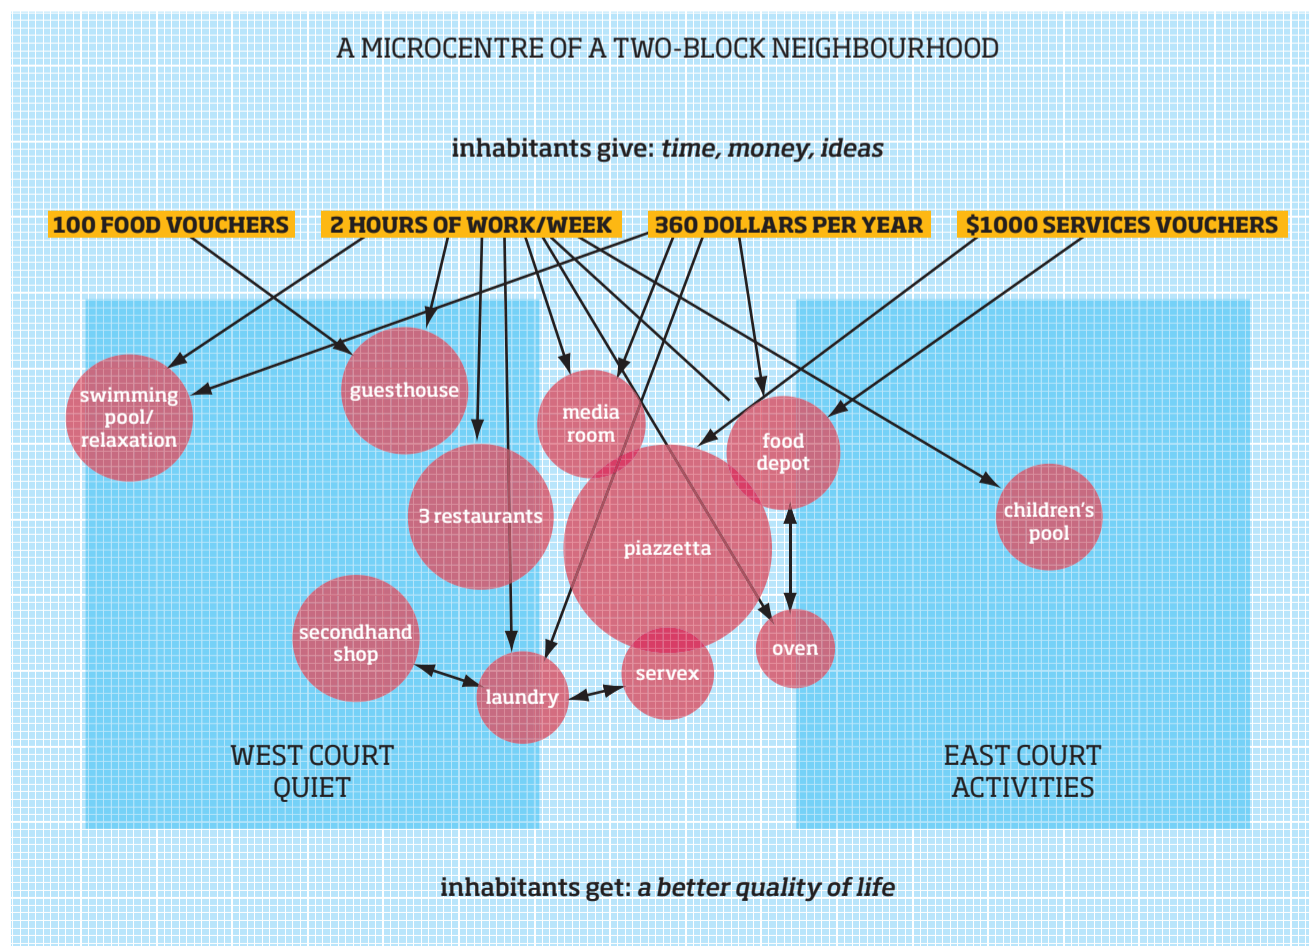 A MICROCENTRE OF A TWO-BLOCK NEIGHBOURHOOD
inhabitants give: time, money, ideas
100 FOOD VOUCHERS
2 HOURS OF WORK/WEEK
360 DOLLARS PER YEAR
$1000 SERVICES VOUCHERS
swimming
pool/
relaxation
guesthouse
media
room
food
depot
3 restaurants
piazzetta
children's
pool
secondhand
shop
laundry
servex
oven
WEST COURT
QUIET
EAST COURT
ACTIVITIES
inhabitants get: a better quality of life